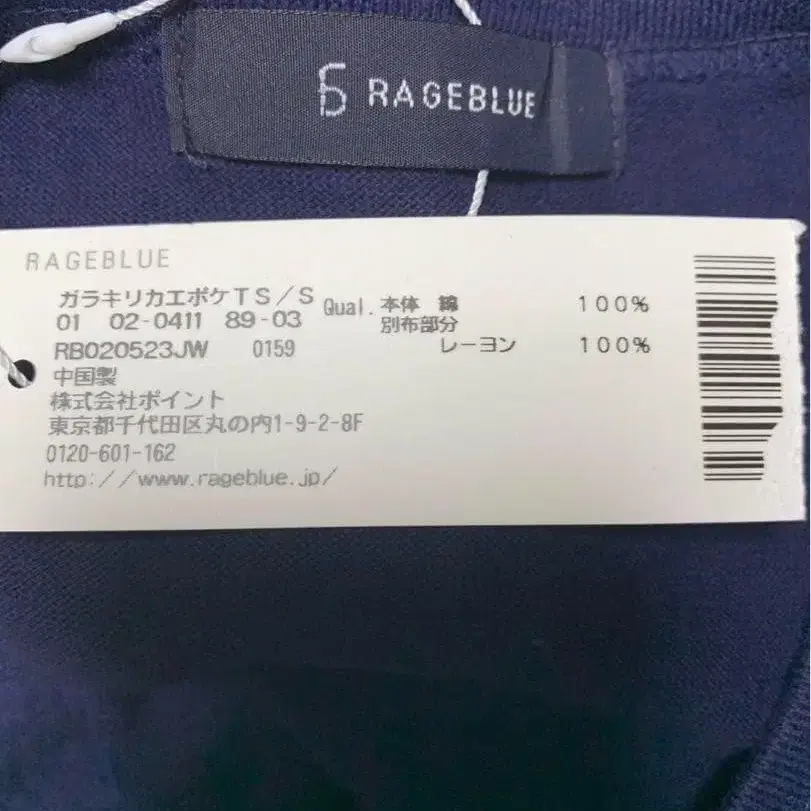 RAGEBLUE
RAGEBLUE
ガラキリカエポケTS/S
01 02-0411 89-03
RB020523JW 0159
中国製
株式会社ポイント
東京都千代田区丸の内1-9-2-8F
0120-601-162
http://www.rageblue.jp/
Qual. 本体 綿 100%
別布部分
レーヨン 100%